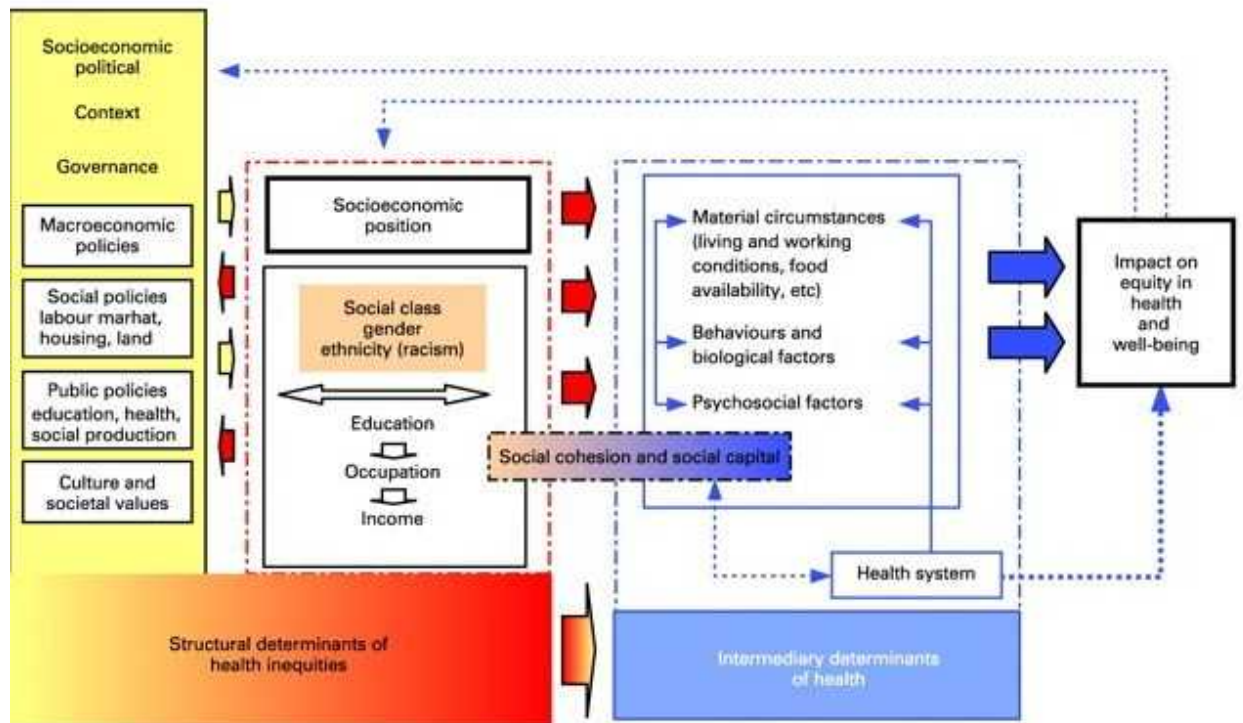 Socioeconomic
political
Context
Governance
Macroeconomic
policies
Social policies
labour marhat,
housing, land
Public policies
education, health,
social production
Culture and
societal values
Socioeconomic
position
Social class
gender
ethnicity (racism)
Education
Occupation
Income
Social cohesion and social capital
Material circumstances
(living and working
conditions, food
availability, etc)
Behaviours and
biological factors
Psychosocial factors
Health system
Impact on
equity in
health
and
well-being
Structural determinants of
health inequities
Intermediary determinants
of health